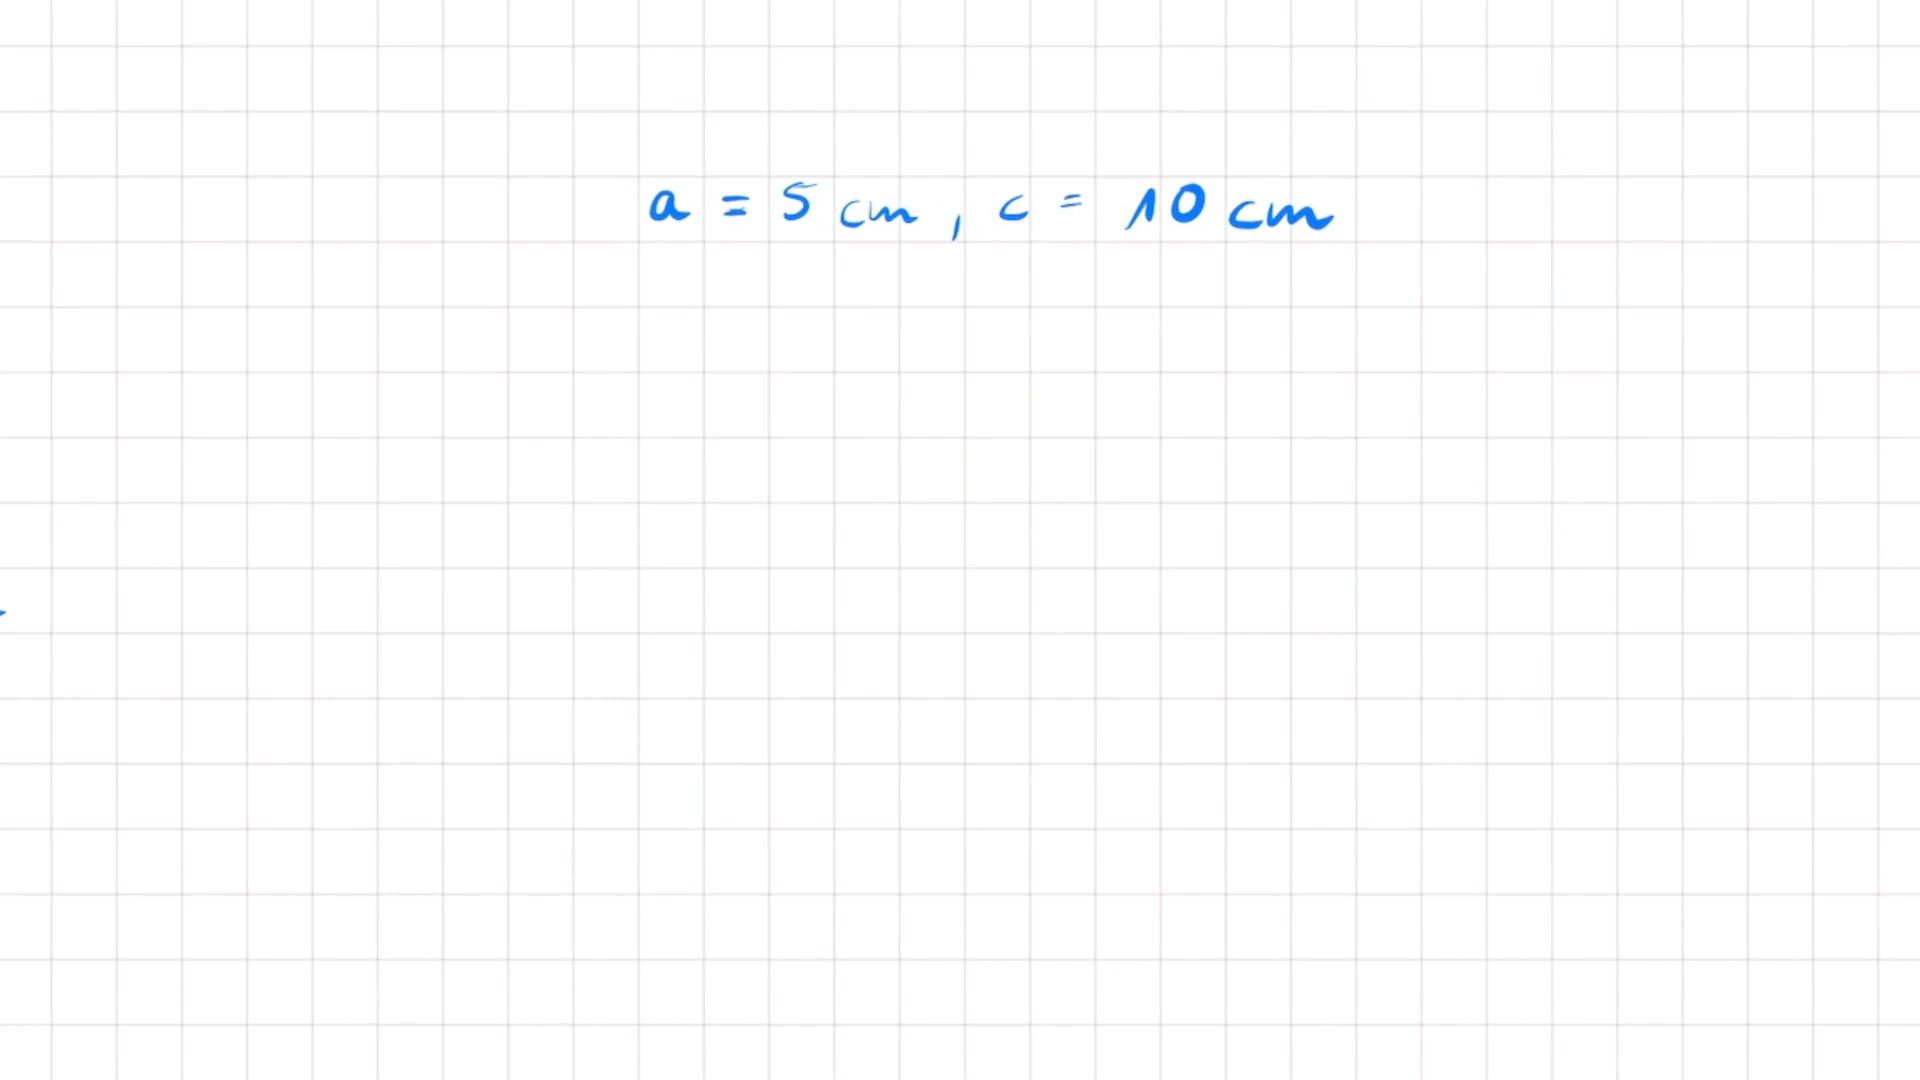 a = 5 cm, c = 10 cm